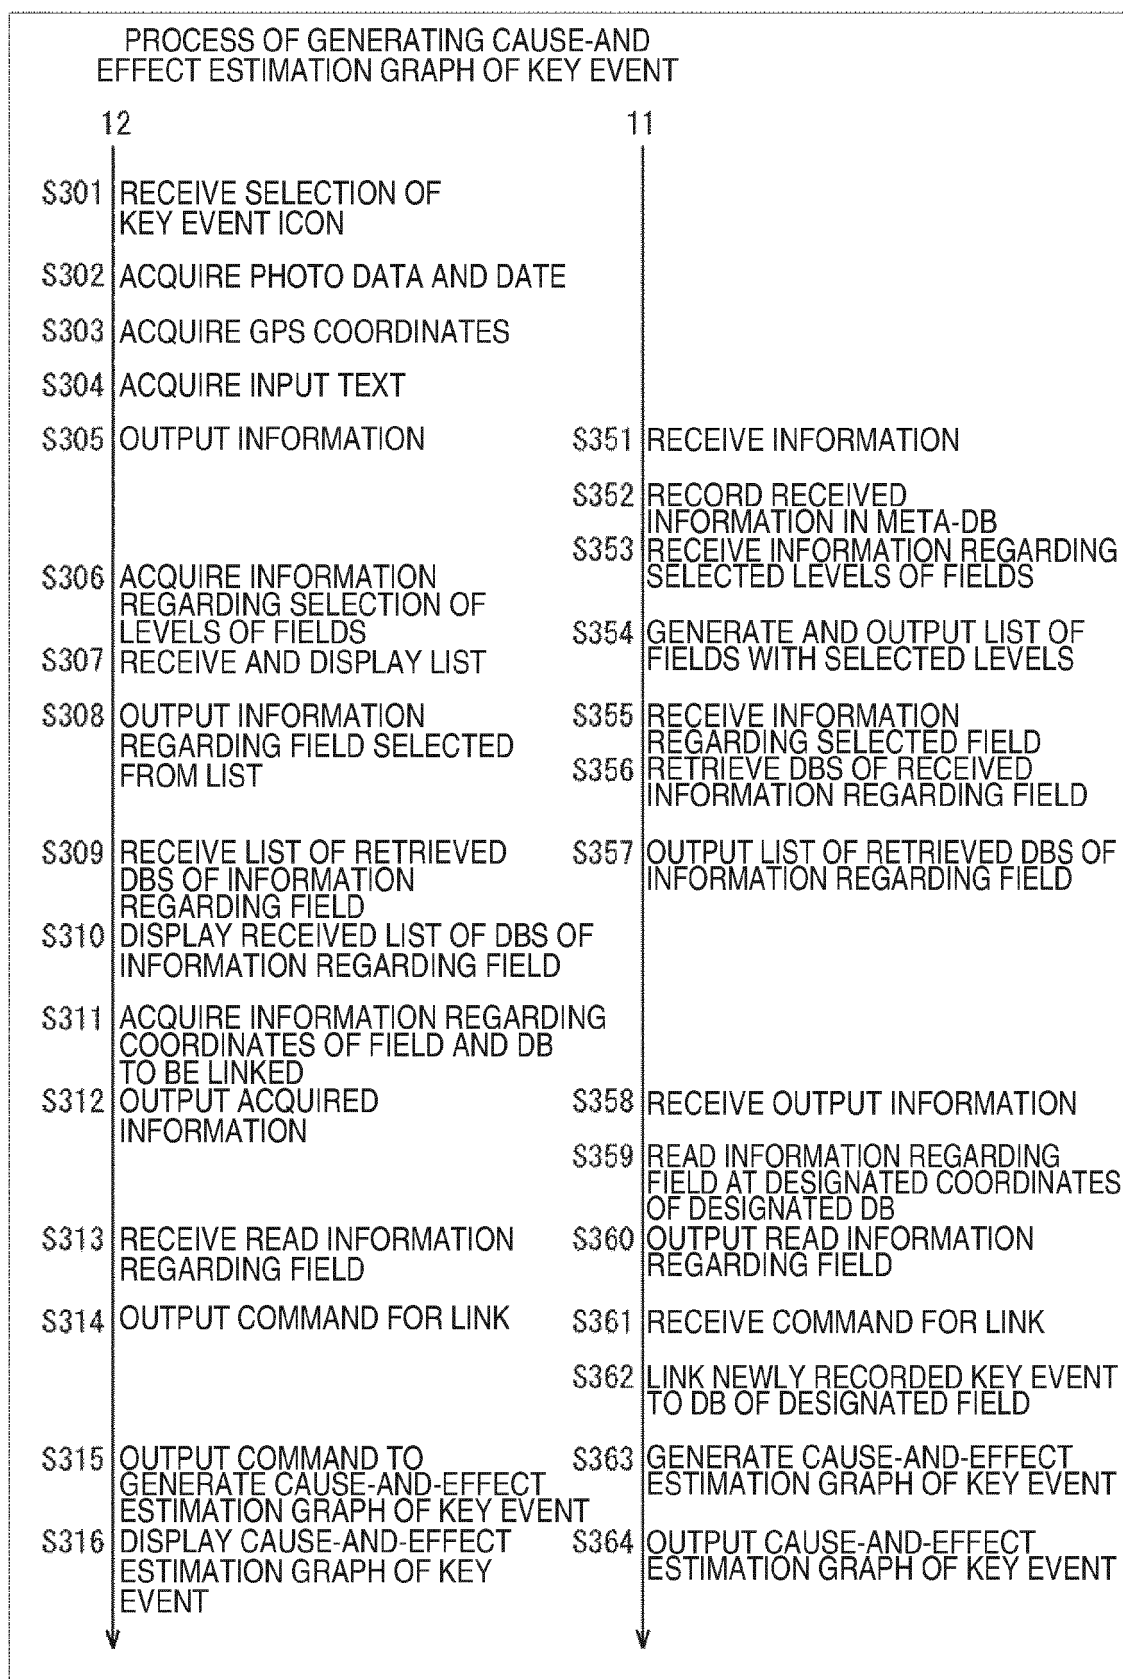 PROCESS OF GENERATING CAUSE-AND
EFFECT ESTIMATION GRAPH OF KEY EVENT
12
S301 RECEIVE SELECTION OF
KEY EVENT ICON
S302 ACQUIRE PHOTO DATA AND DATE
S303 ACQUIRE GPS COORDINATES
S304 ACQUIRE INPUT TEXT
S305 OUTPUT INFORMATION
S306 ACQUIRE INFORMATION
REGARDING SELECTION OF
LEVELS OF FIELDS
S307 RECEIVE AND DISPLAY LIST
S308 OUTPUT INFORMATION
REGARDING FIELD SELECTED
FROM LIST
S309 RECEIVE LIST OF RETRIEVED
DBS OF INFORMATION
REGARDING FIELD
S310 DISPLAY RECEIVED LIST OF DBS OF
INFORMATION REGARDING FIELD
S311 ACQUIRE INFORMATION REGARDING
COORDINATES OF FIELD AND DB
TO BE LINKED
S312 OUTPUT ACQUIRED
INFORMATION
S313 RECEIVE READ INFORMATION
REGARDING FIELD
S314 OUTPUT COMMAND FOR LINK
S315 OUTPUT COMMAND TO
GENERATE CAUSE-AND-EFFECT
ESTIMATION GRAPH OF KEY EVENT
S316 DISPLAY CAUSE-AND-EFFECT
ESTIMATION GRAPH OF KEY
EVENT
11
S351 RECEIVE INFORMATION
S352 RECORD RECEIVED
INFORMATION IN META-DB
S353 RECEIVE INFORMATION REGARDING
SELECTED LEVELS OF FIELDS
S354 GENERATE AND OUTPUT LIST OF
FIELDS WITH SELECTED LEVELS
S355 RECEIVE INFORMATION
REGARDING SELECTED FIELD
S356 RETRIEVE DBS OF RECEIVED
INFORMATION REGARDING FIELD
S357 OUTPUT LIST OF RETRIEVED DBS OF
INFORMATION REGARDING FIELD
S358 RECEIVE OUTPUT INFORMATION
S359 READ INFORMATION REGARDING
FIELD AT DESIGNATED COORDINATES
OF DESIGNATED DB
S360 OUTPUT READ INFORMATION
REGARDING FIELD
S361 RECEIVE COMMAND FOR LINK
S362 LINK NEWLY RECORDED KEY EVENT
TO DB OF DESIGNATED FIELD
S363 GENERATE CAUSE-AND-EFFECT
ESTIMATION GRAPH OF KEY EVENT
S364 OUTPUT CAUSE-AND-EFFECT
ESTIMATION GRAPH OF KEY EVENT